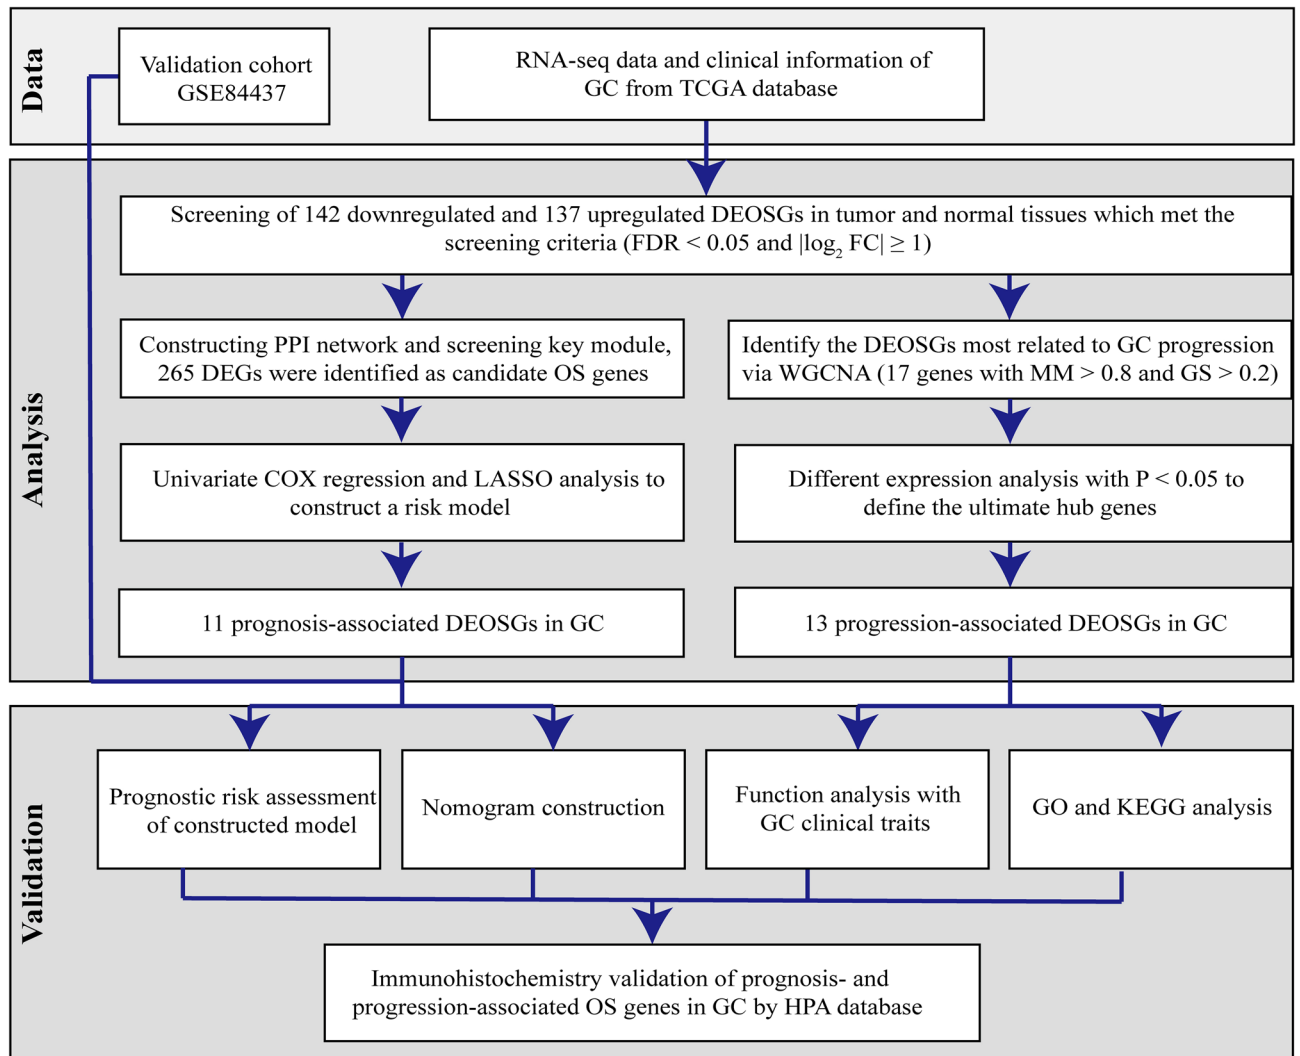 Data
Validation cohort
GSE84437
RNA-seq data and clinical information of
GC from TCGA database
Analysis
Screening of 142 downregulated and 137 upregulated DEOSGs in tumor and normal tissues which met the
screening criteria (FDR < 0.05 and |log₂ FC| ≥ 1)
Constructing PPI network and screening key module,
265 DEGs were identified as candidate OS genes
Identify the DEOSGs most related to GC progression
via WGCNA (17 genes with MM > 0.8 and GS > 0.2)
Univariate COX regression and LASSO analysis to
construct a risk model
Different expression analysis with P < 0.05 to
define the ultimate hub genes
11 prognosis-associated DEOSGs in GC
13 progression-associated DEOSGs in GC
Validation
Prognostic risk assessment
of constructed model
Nomogram construction
Function analysis with
GC clinical traits
GO and KEGG analysis
Immunohistochemistry validation of prognosis- and
progression-associated OS genes in GC by HPA database